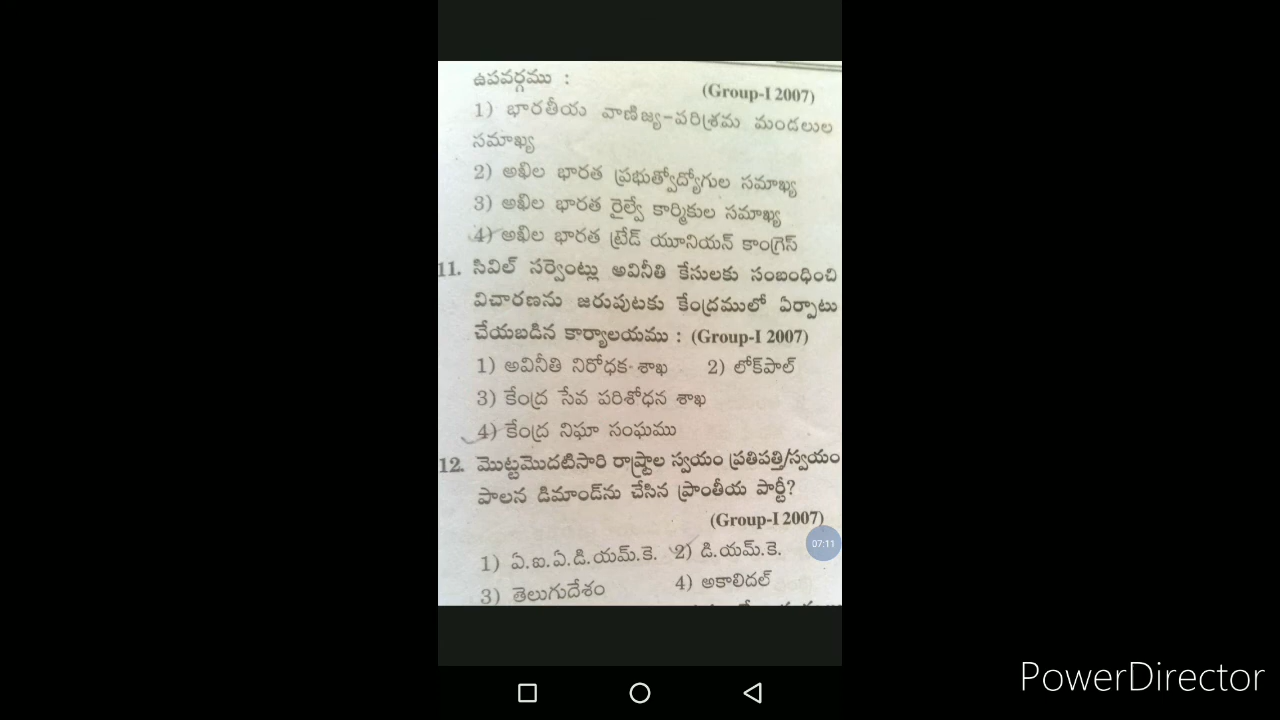 ఉపవర్గము :
(Group-I 2007)
1) భారతీయ వాణిజ్య-పరిశ్రమ మండలుల
సమాఖ్య
2) అఖిల భారత ప్రభుత్వోద్యోగుల సమాఖ్య
3) అఖిల భారత రైల్వే కార్మికుల సమాఖ్య
4) అఖిల భారత ట్రేడ్ యూనియన్ కాంగ్రెస్
11. సివిల్ సర్వెంట్లు అవినీతి కేసులకు సంబంధించి
విచారణను జరుపుటకు కేంద్రములో ఏర్పాటు
చేయబడిన కార్యాలయము : (Group-I 2007)
1) అవినీతి నిరోధక శాఖ 2) లోక్‌పాల్
3) కేంద్ర సేవ పరిశోధన శాఖ
4) కేంద్ర నిఘా సంఘము
12. మొట్టమొదటిసారి రాష్ట్రాల స్వయం ప్రతిపత్తి/స్వయం
పాలన డిమాండ్‌ను చేసిన ప్రాంతీయ పార్టీ?
(Group-I 2007)
07:11
1) ఏ.ఐ.ఏ.డి.యమ్.కె. 2) డి.యమ్.కె.
3) తెలుగుదేశం 4) అకాలిదల్
PowerDirector